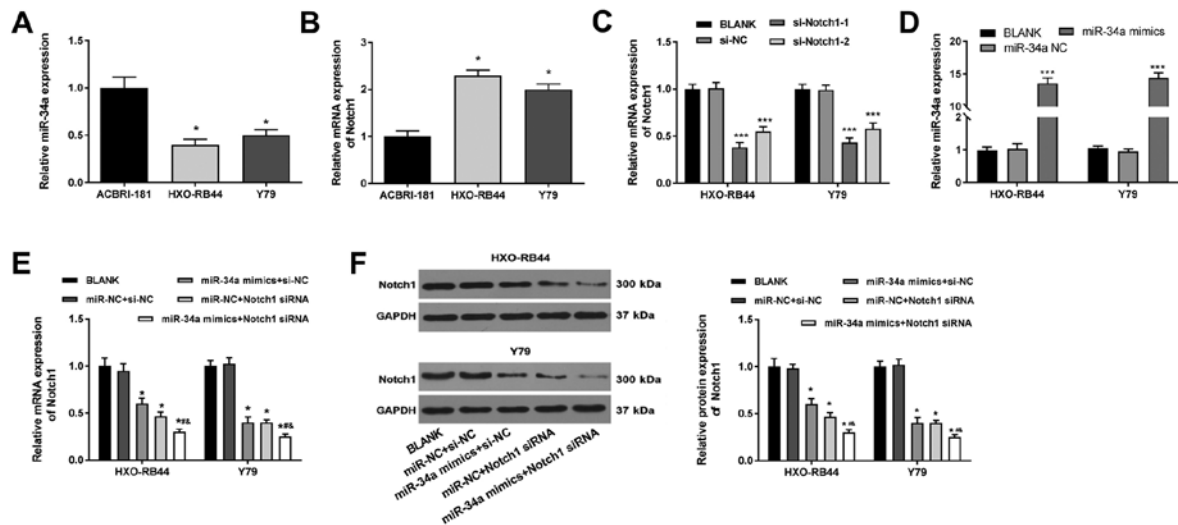 A
Relative miR-34a expression
1.5
1.0
0.5
0.0
ACBRI-181 HXO-RB44 Y79
*
*
B
Relative mRNA expression
of Notch1
3
2
1
0
ACBRI-181 HXO-RB44 Y79
*
*
C
BLANK si-Notch1-1
si-NC si-Notch1-2
Relative mRNA expression
of Notch1
1.5
1.0
0.5
0.0
*** *** *** ***
HXO-RB44 Y79
D
BLANK miR-34a mimics
miR-34a NC
Relative miR-34a expression
20
15
10
2
1
0
*** ***
HXO-RB44 Y79
E
BLANK miR-34a mimics+si-NC
miR-NC+si-NC miR-NC+Notch1 siRNA
miR-34a mimics+Notch1 siRNA
Relative mRNA expression
of Notch1
1.5
1.0
0.5
0.0
* * *#& * * *#&
HXO-RB44 Y79
F
HXO-RB44
Notch1 300 kDa
GAPDH 37 kDa
Y79
Notch1 300 kDa
GAPDH 37 kDa
BLANK
miR-NC+si-NC
miR-34a mimics+si-NC
miR-NC+Notch1 siRNA
miR-34a mimics+Notch1 siRNA
BLANK miR-34a mimics+si-NC
miR-NC+si-NC miR-NC+Notch1 siRNA
miR-34a mimics+Notch1 siRNA
Relative protein expression
of Notch1
1.5
1.0
0.5
0.0
* * *#& * * *#&
HXO-RB44 Y79